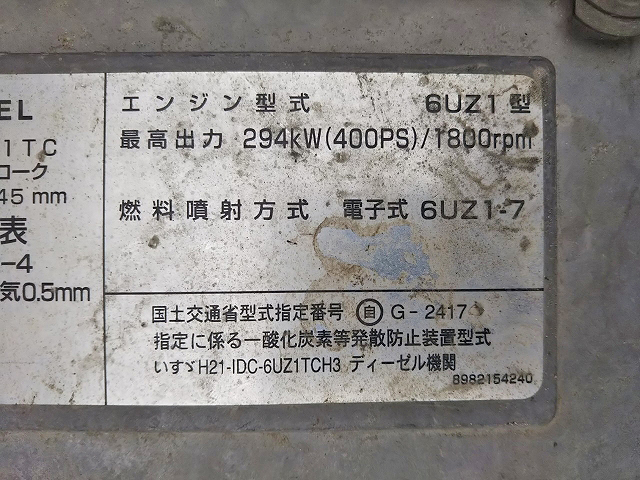 EL
エンジン型式 6UZ1型
1TC
最高出力 294kW(400PS)/1800rpm
ローク
45 mm
燃料噴射方式 電子式 6UZ1-7
表
-4
気0.5mm
国土交通省型式指定番号 自 G-2417
指定に係る一酸化炭素等発散防止装置型式
いすゞH21-IDC-6UZ1TCH3 ディーゼル機関
8982154240